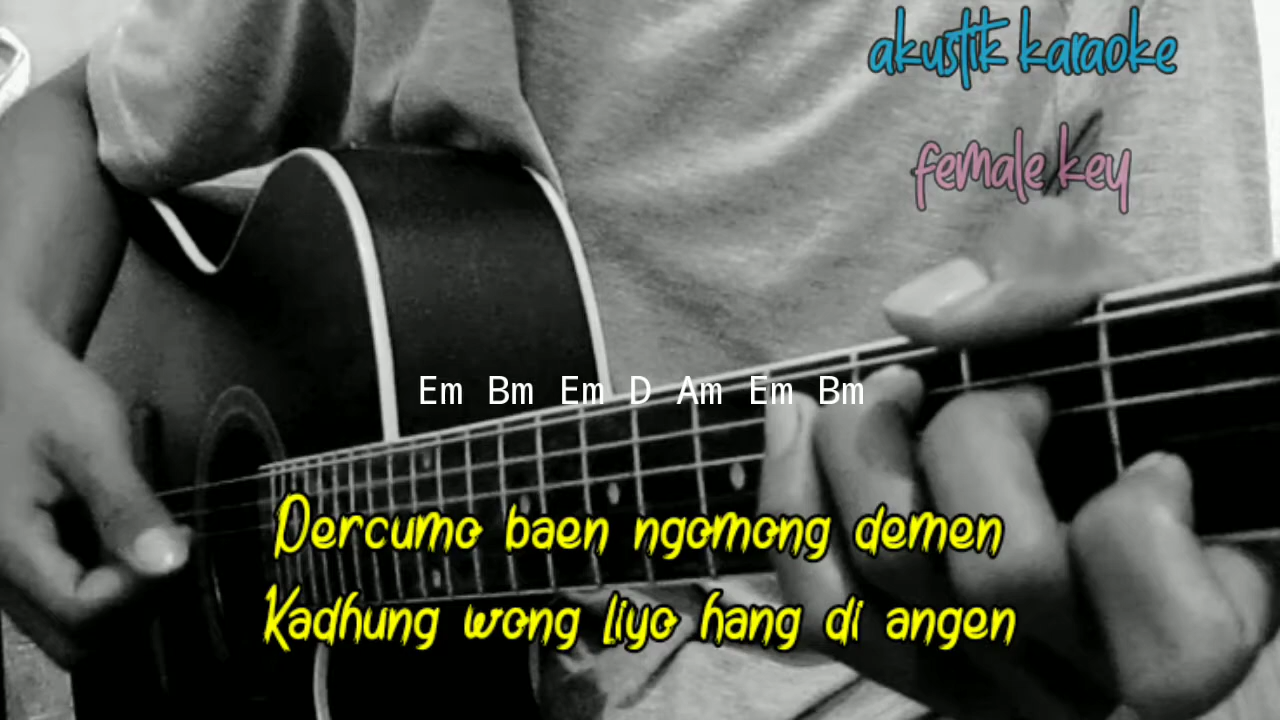 akustik karaoke
female key
Em Bm Em D Am Em Bm
Percumo baen ngomong demen
Kadhung wong liyo hang di angen